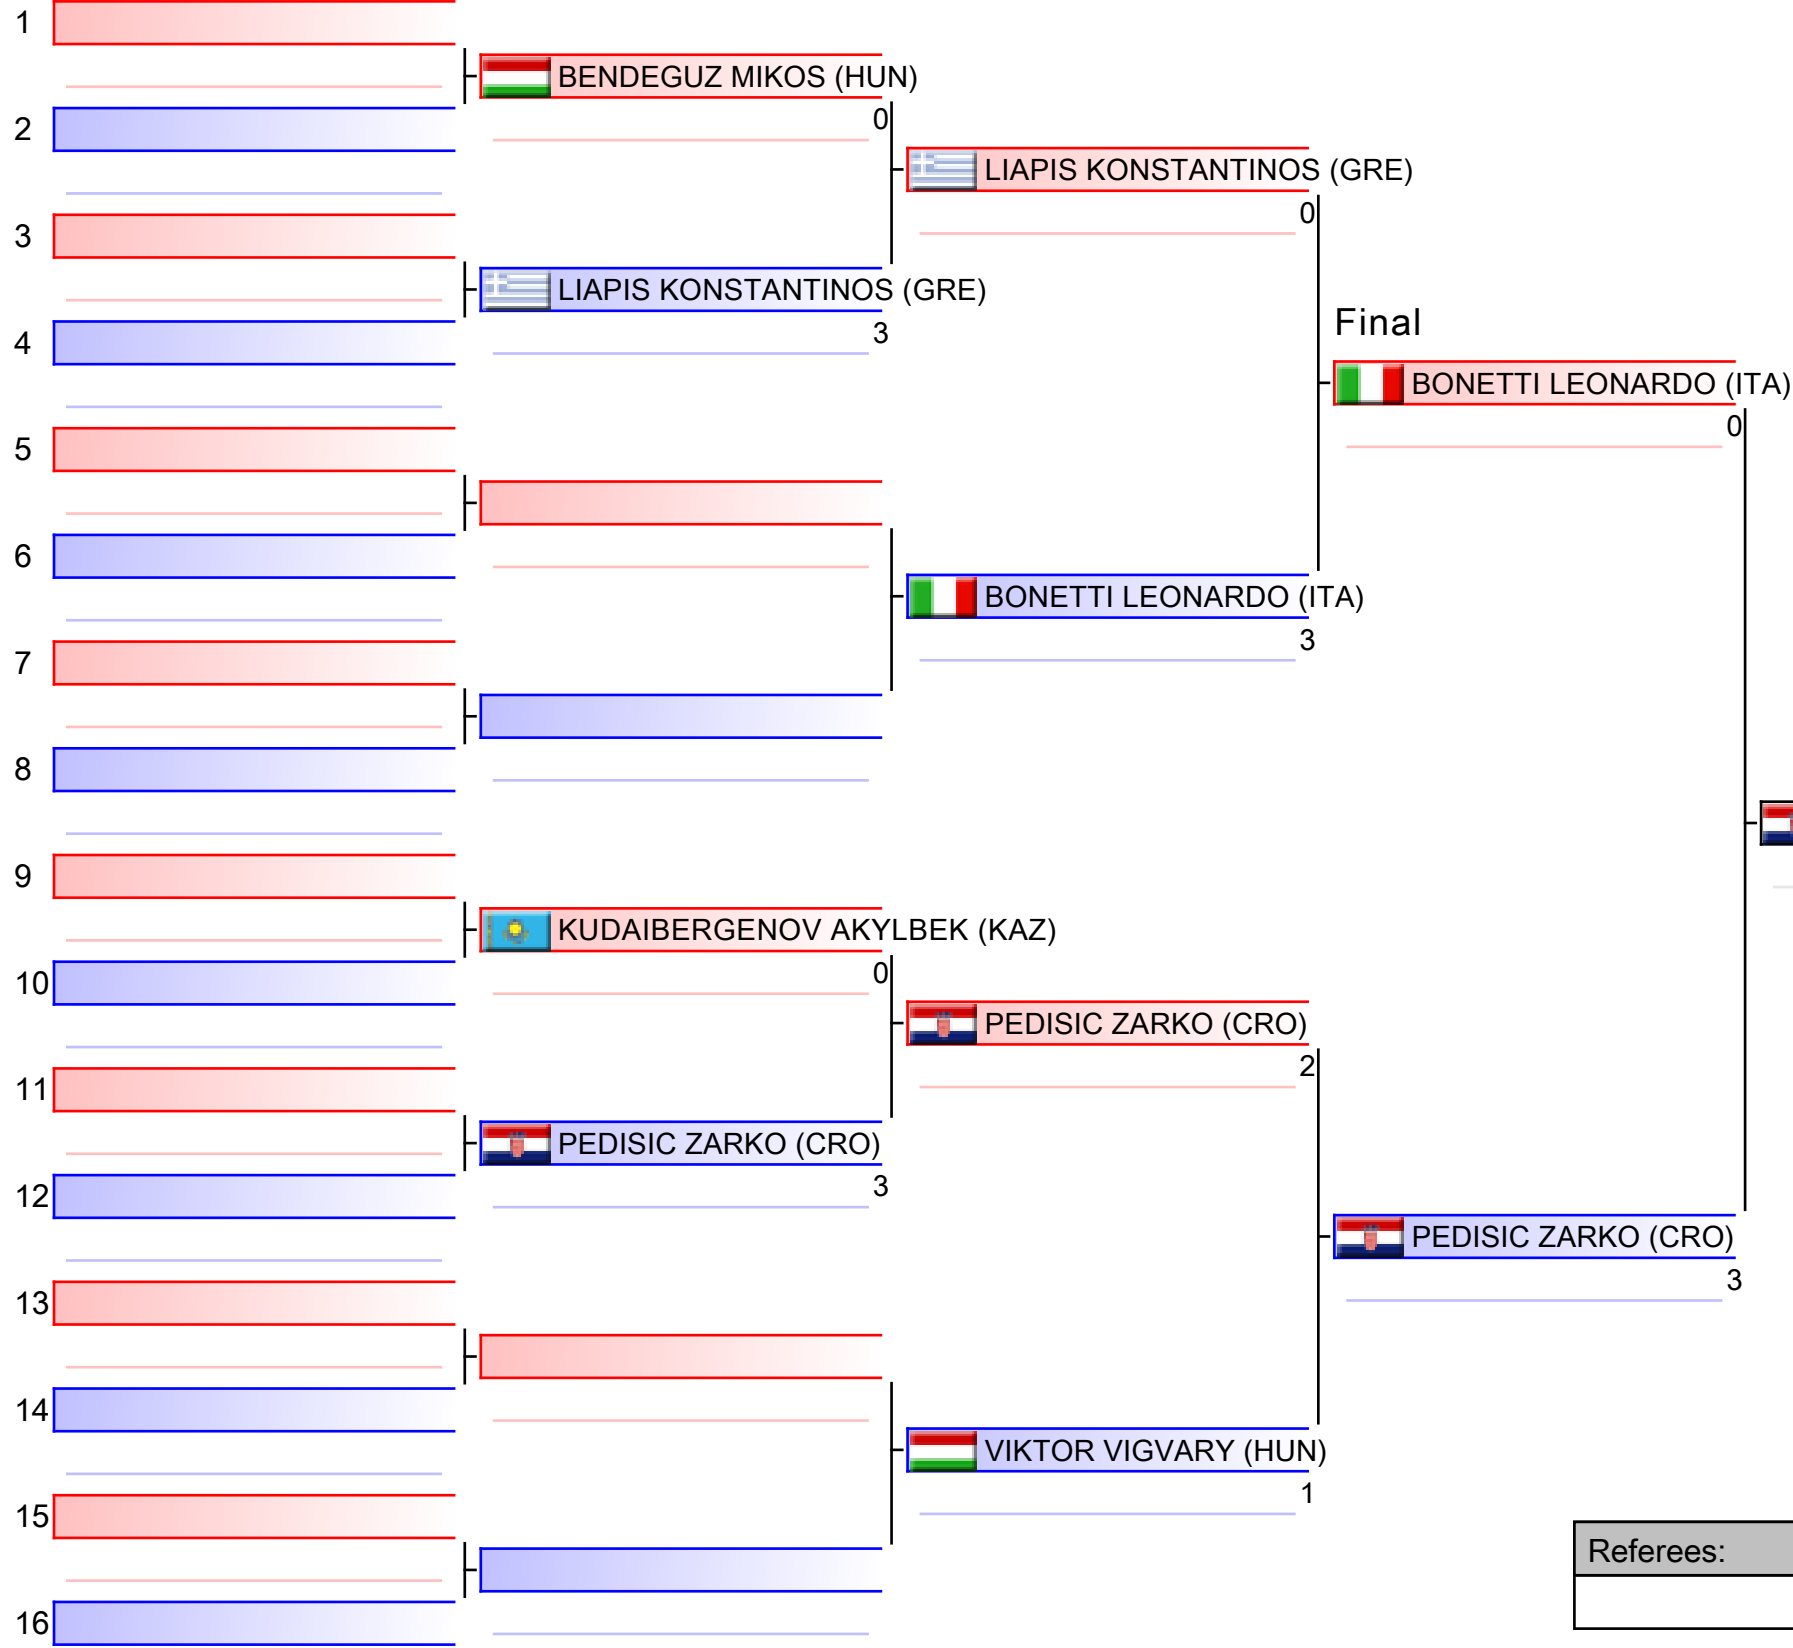 1
BENDEGUZ MIKOS (HUN)
0
2
LIAPIS KONSTANTINOS (GRE)
0
3
LIAPIS KONSTANTINOS (GRE)
3
4
Final
BONETTI LEONARDO (ITA)
0
5
6
BONETTI LEONARDO (ITA)
3
7
8
9
KUDAIBERGENOV AKYLBEK (KAZ)
0
10
PEDISIC ZARKO (CRO)
2
11
PEDISIC ZARKO (CRO)
3
12
PEDISIC ZARKO (CRO)
3
13
14
VIKTOR VIGVARY (HUN)
1
15
Referees:
16